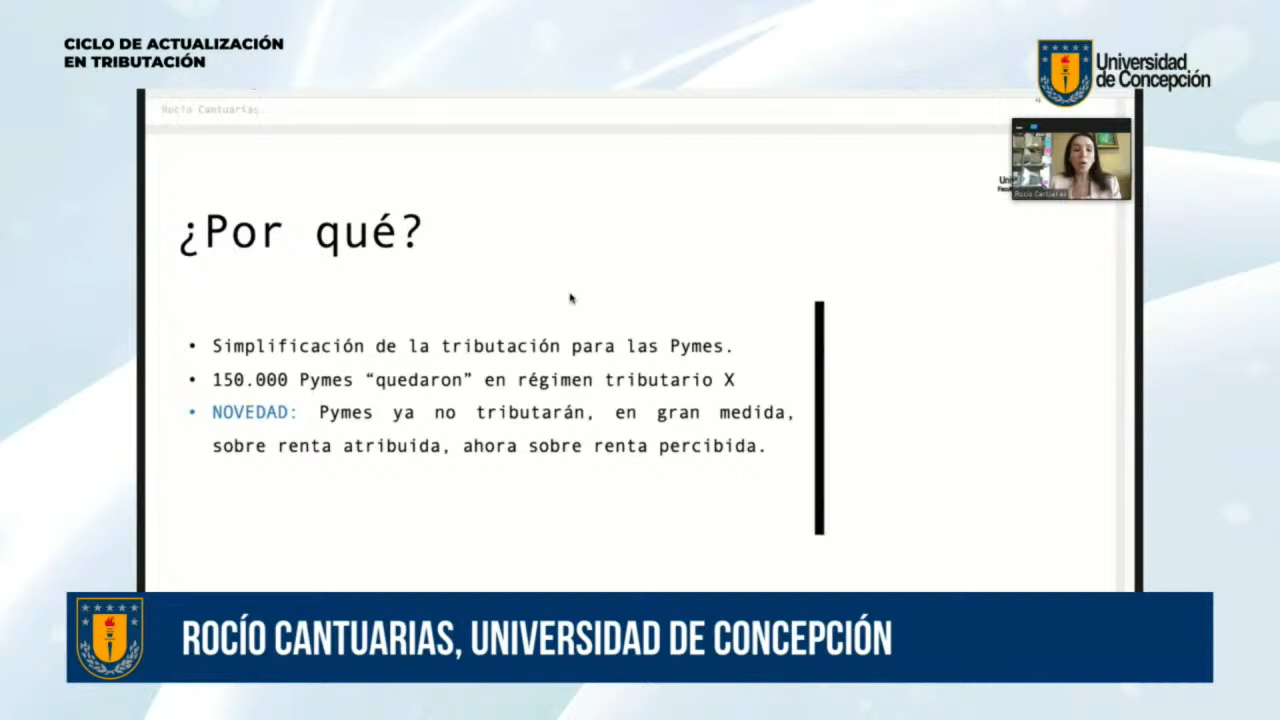 CICLO DE ACTUALIZACIÓN
EN TRIBUTACIÓN
Universidad
de Concepción
Rocío Cantuarias
Rocío Cantuarias
¿Por qué?
• Simplificación de la tributación para las Pymes.
• 150.000 Pymes “quedaron” en régimen tributario X
• NOVEDAD: Pymes ya no tributarán, en gran medida,
sobre renta atribuida, ahora sobre renta percibida.
ROCÍO CANTUARIAS, UNIVERSIDAD DE CONCEPCIÓN